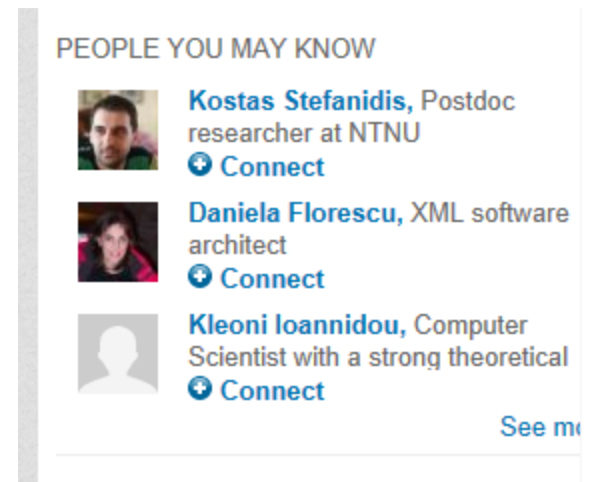 PEOPLE YOU MAY KNOW
Kostas Stefanidis, Postdoc
researcher at NTNU
Connect
Daniela Florescu, XML software
architect
Connect
Kleoni Ioannidou, Computer
Scientist with a strong theoretical
Connect
See